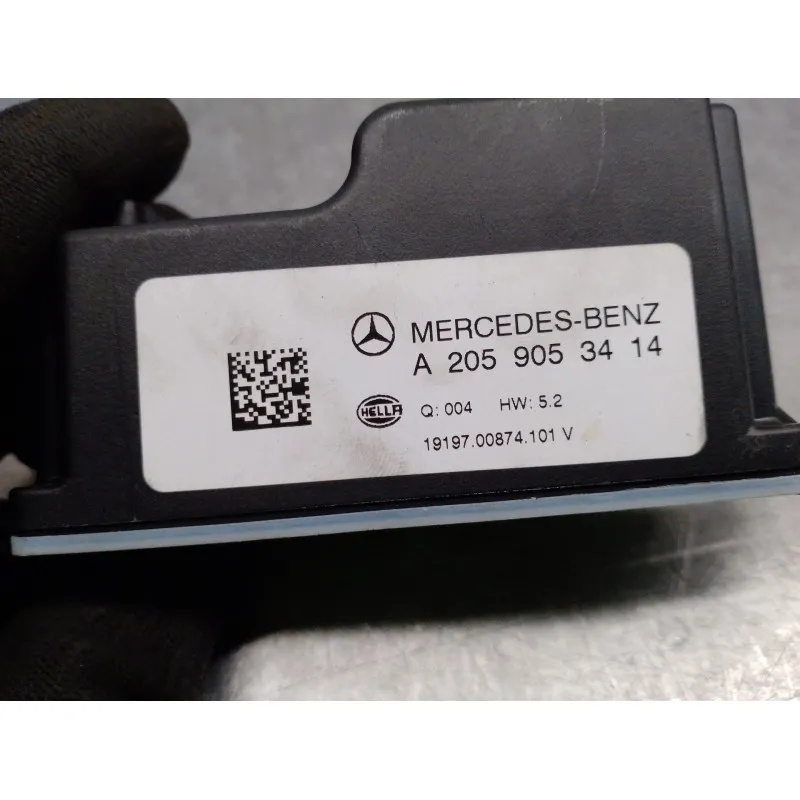 MERCEDES-BENZ
A 205 905 34 14
HELLA
Q: 004 HW: 5.2
19197.00874.101 V